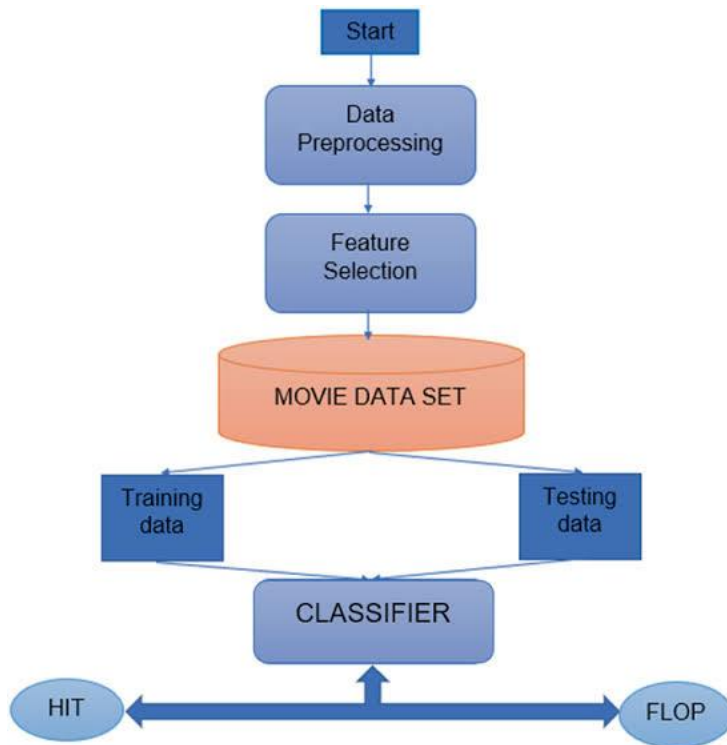 Start
Data
Preprocessing
Feature
Selection
MOVIE DATA SET
Training
data
Testing
data
CLASSIFIER
HIT
FLOP